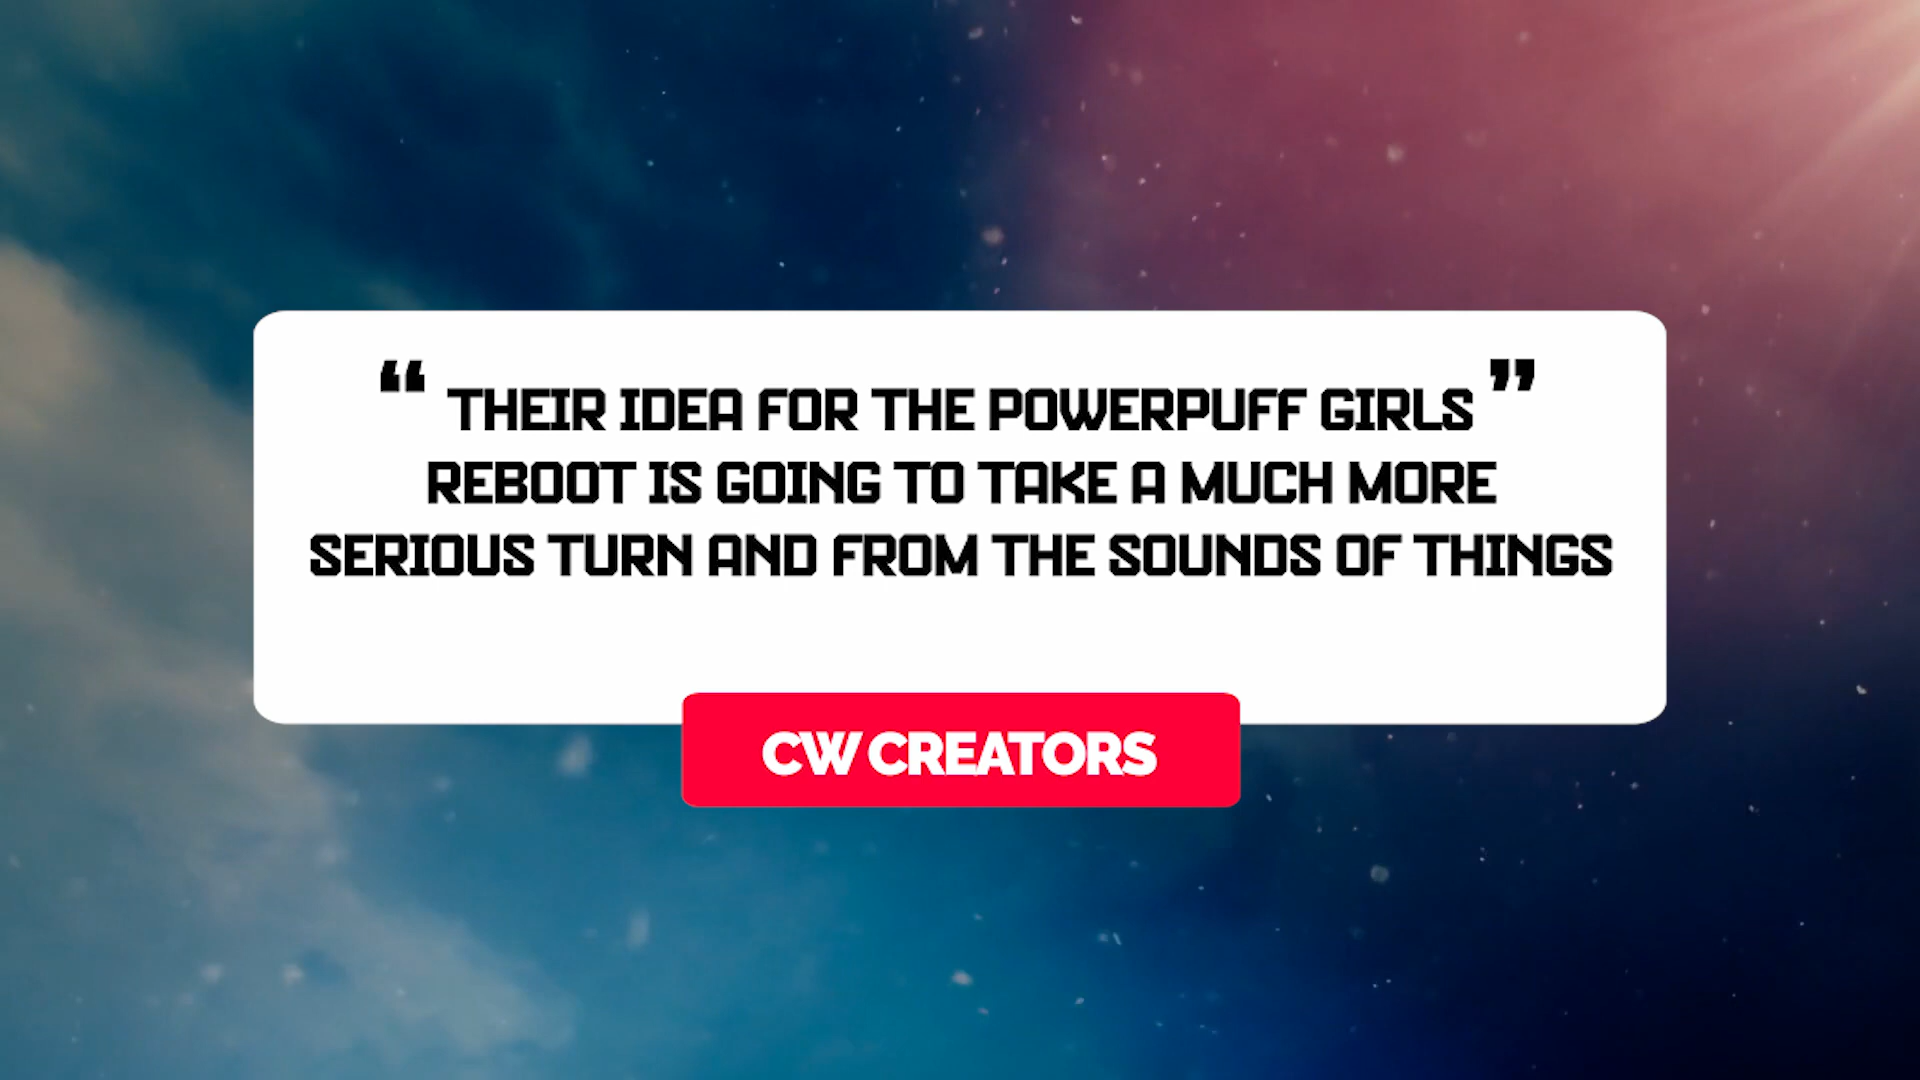 “ THEIR IDEA FOR THE POWERPUFF GIRLS ”
REBOOT IS GOING TO TAKE A MUCH MORE
SERIOUS TURN AND FROM THE SOUNDS OF THINGS
CW CREATORS